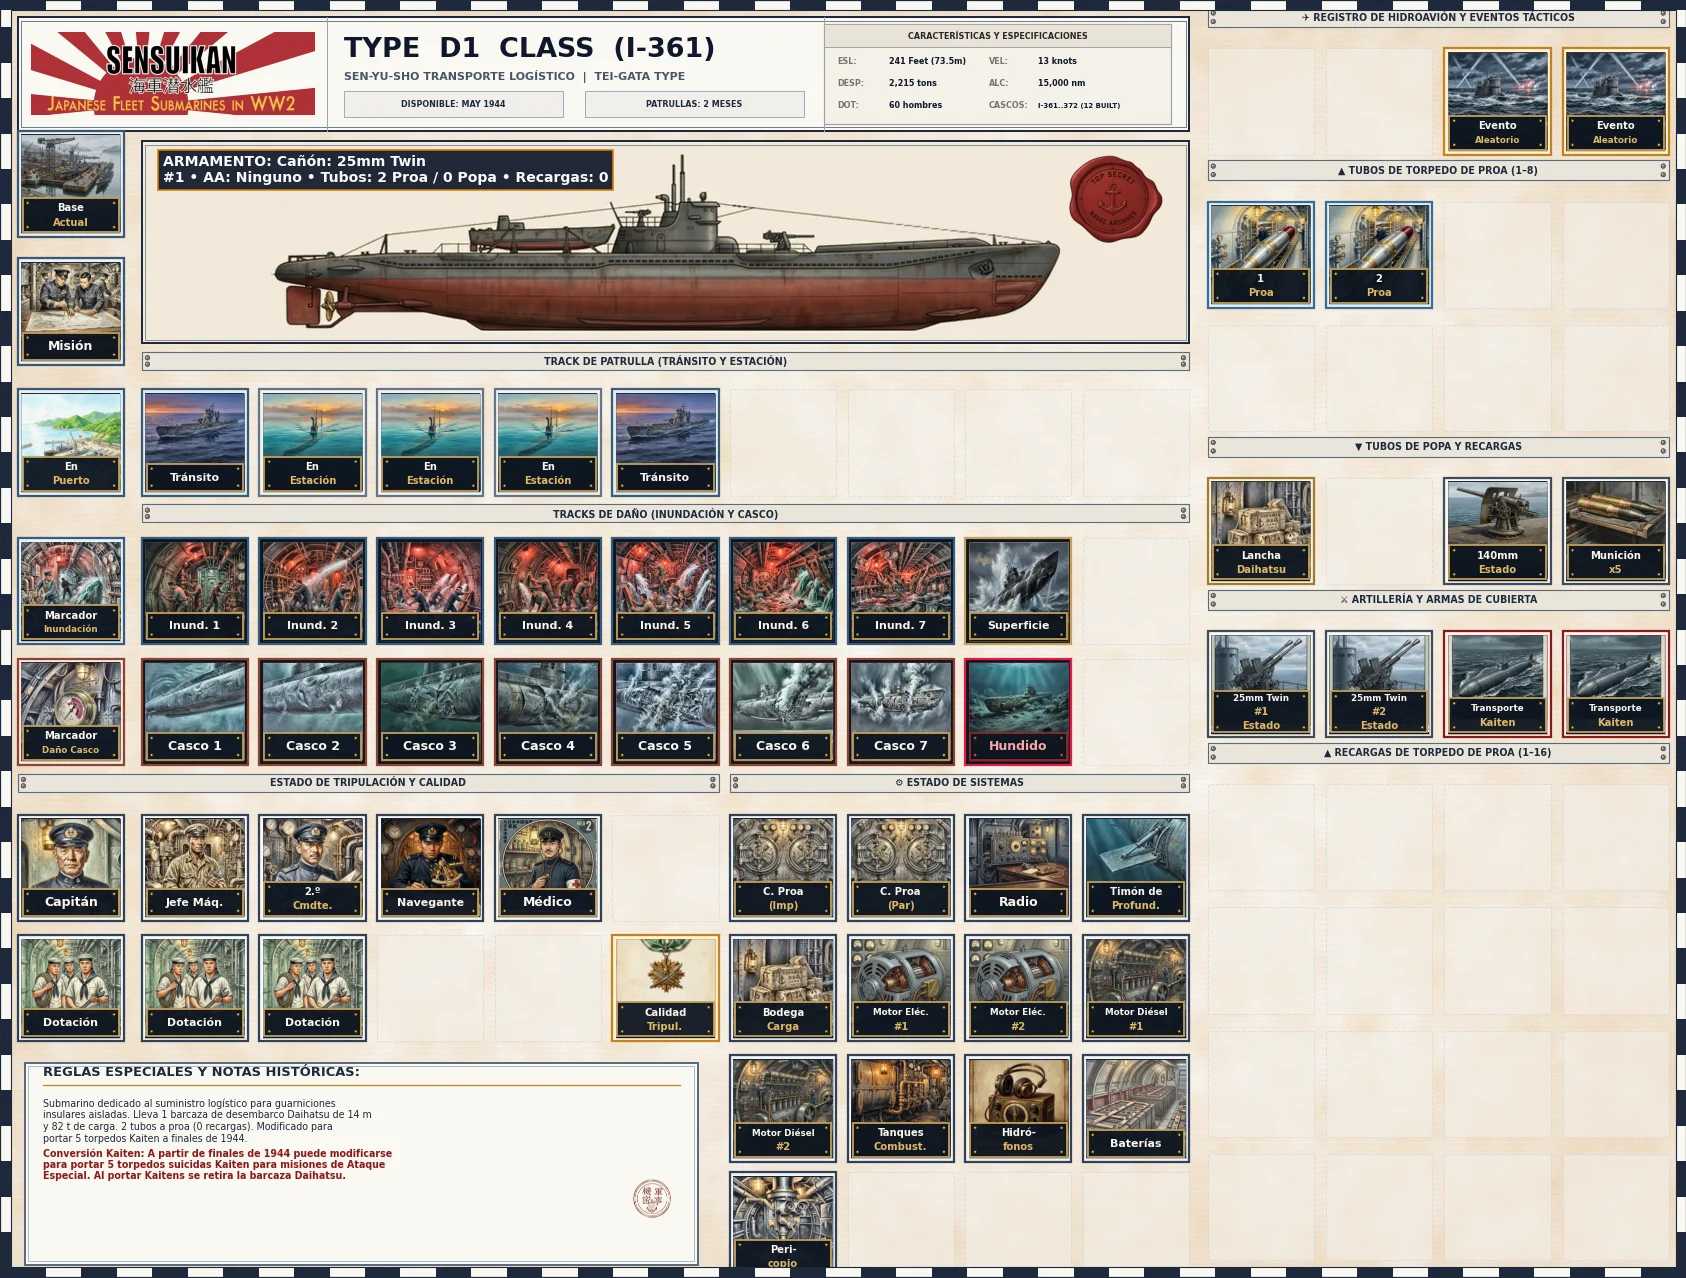 SENSUIKAN
海軍潜水艦
JAPANESE FLEET SUBMARINES IN WW2
TYPE D1 CLASS (I-361)
SEN-YU-SHO TRANSPORTE LOGÍSTICO | TEI-GATA TYPE
DISPONIBLE: MAY 1944
PATRULLAS: 2 MESES
CARACTERÍSTICAS Y ESPECIFICACIONES
ESL: 241 Feet (73.5m) VEL: 13 knots
DESP: 2,215 tons ALC: 15,000 nm
DOT: 60 hombres CASCOS: I-361..372 (12 BUILT)
Base
Actual
Misión
ARMAMENTO: Cañón: 25mm Twin
#1 • AA: Ninguno • Tubos: 2 Proa / 0 Popa • Recargas: 0
TOP SECRET
NAVAL ARCHIVES
TRACK DE PATRULLA (TRÁNSITO Y ESTACIÓN)
En
Puerto
Tránsito
En
Estación
En
Estación
En
Estación
Tránsito
TRACKS DE DAÑO (INUNDACIÓN Y CASCO)
Marcador
Inundación
Inund. 1
Inund. 2
Inund. 3
Inund. 4
Inund. 5
Inund. 6
Inund. 7
Superficie
Marcador
Daño Casco
Casco 1
Casco 2
Casco 3
Casco 4
Casco 5
Casco 6
Casco 7
Hundido
ESTADO DE TRIPULACIÓN Y CALIDAD
Capitán
Jefe Máq.
2.º
Cmdte.
Navegante
Médico
Dotación
Dotación
Dotación
Calidad
Tripul.
⚙ ESTADO DE SISTEMAS
C. Proa
(Imp)
C. Proa
(Par)
Radio
Timón de
Profund.
Bodega
Carga
Motor Eléc.
#1
Motor Eléc.
#2
Motor Diésel
#1
Motor Diésel
#2
Tanques
Combust.
Hidró-
fonos
Baterías
Peri-
copio
REGLAS ESPECIALES Y NOTAS HISTÓRICAS:
Submarino dedicado al suministro logístico para guarniciones
insulares aisladas. Lleva 1 barcaza de desembarco Daihatsu de 14 m
y 82 t de carga. 2 tubos a proa (0 recargas). Modificado para
portar 5 torpedos Kaiten a finales de 1944.
Conversión Kaiten: A partir de finales de 1944 puede modificarse
para portar 5 torpedos suicidas Kaiten para misiones de Ataque
Especial. Al portar Kaitens se retira la barcaza Daihatsu.
✈ REGISTRO DE HIDROAVIÓN Y EVENTOS TÁCTICOS
Evento
Aleatorio
Evento
Aleatorio
▲ TUBOS DE TORPEDO DE PROA (1–8)
1
Proa
2
Proa
▼ TUBOS DE POPA Y RECARGAS
Lancha
Daihatsu
140mm
Estado
Munición
x5
⚔ ARTILLERÍA Y ARMAS DE CUBIERTA
25mm Twin
#1
Estado
25mm Twin
#2
Estado
Transporte
Kaiten
Transporte
Kaiten
▲ RECARGAS DE TORPEDO DE PROA (1–16)